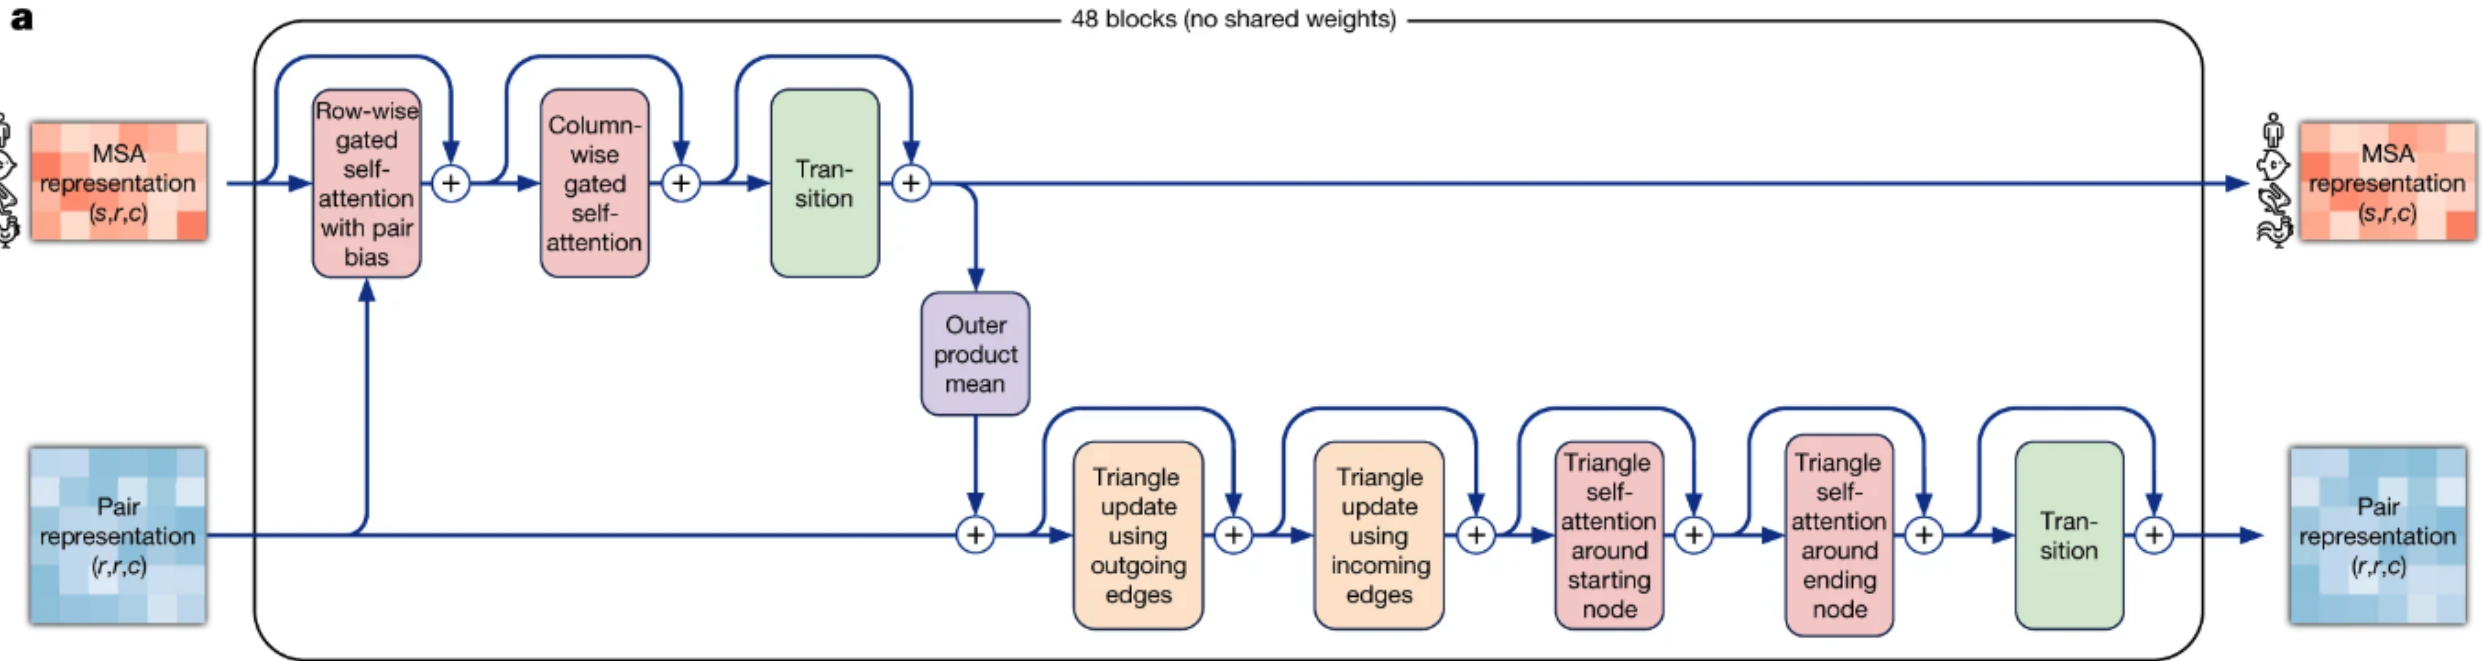 a
48 blocks (no shared weights)
MSA
representation
(s,r,c)
Row-wise
gated
self-
attention
with pair
bias
+
Column-
wise
gated
self-
attention
+
Tran-
sition
+
MSA
representation
(s,r,c)
Outer
product
mean
Pair
representation
(r,r,c)
+
Triangle
update
using
outgoing
edges
+
Triangle
update
using
incoming
edges
+
Triangle
self-
attention
around
starting
node
+
Triangle
self-
attention
around
ending
node
+
Tran-
sition
+
Pair
representation
(r,r,c)